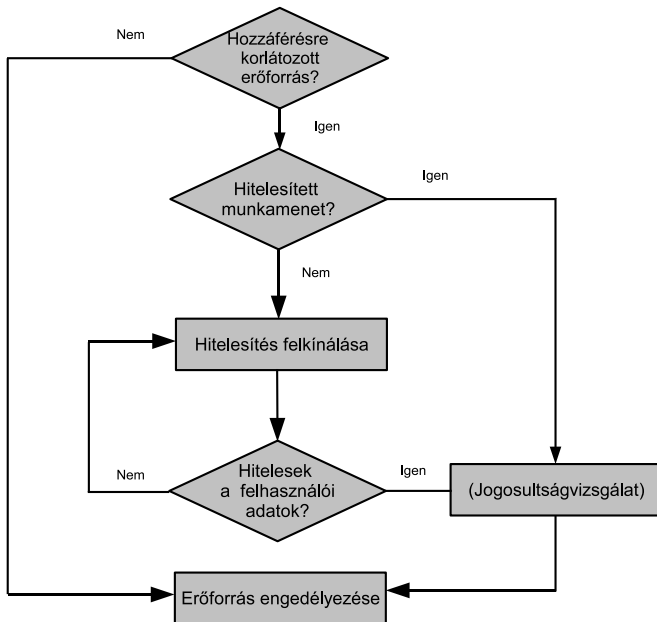 Nem
Hozzáférésre
korlátozott
erőforrás?
Igen
Hitelesített
munkamenet?
Igen
Nem
Hitelesítés felkínálása
Nem
Hitelesek
a felhasználói
adatok?
Igen
(Jogosultságvizsgálat)
Erőforrás engedélyezése